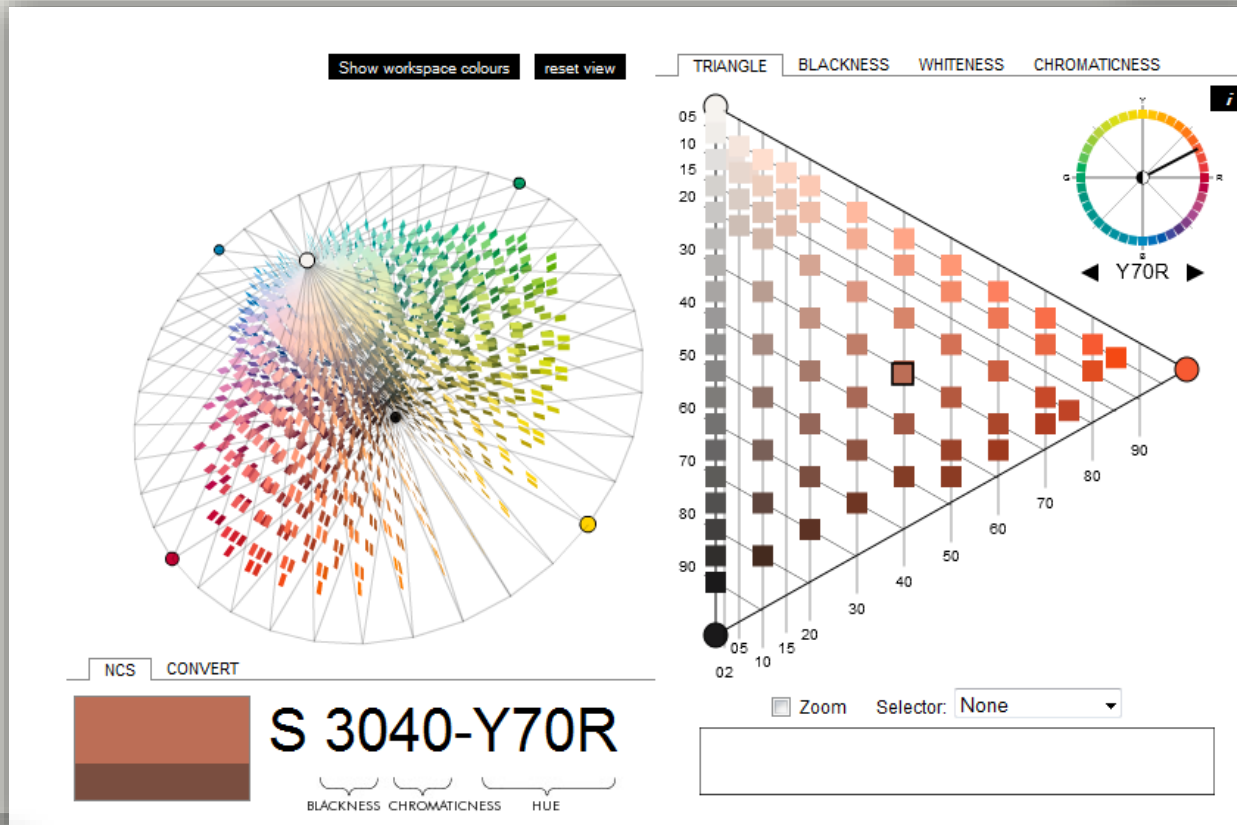 Show workspace colours
reset view
TRIANGLE
BLACKNESS
WHITENESS
CHROMATICNESS
i
05
10
15
20
30
40
50
60
70
80
90
Y
G
R
B
Y70R
90
80
70
60
50
40
30
20
15
10
05
02
NCS
CONVERT
S 3040-Y70R
BLACKNESS
CHROMATICNESS
HUE
Zoom
Selector:
None